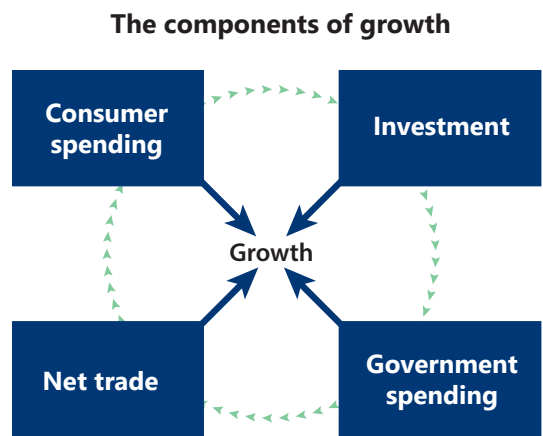 The components of growth
Consumer
spending
Investment
Growth
Net trade
Government
spending